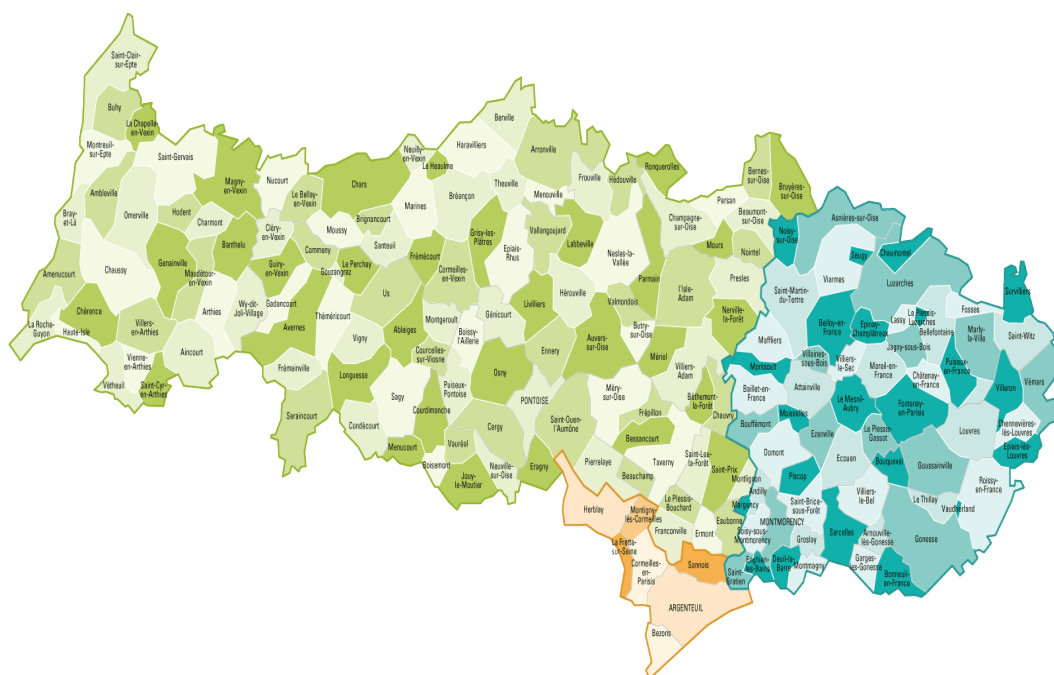 Saint-Clair-
sur-Epte
Buhy
La Chapelle-
en-Vexin
Montreuil-
sur-Epte
Saint-Gervais
Ambleville
Magny-
en-Vexin
Nucourt
Omerville
Hodent
Charmont
Bray-
et-Lû
Banthelu
Cléry-
en-Vexin
Le Bellay-
en-Vexin
Chars
Neuilly-
en-Vexin
Le Heaulme
Haravilliers
Berville
Arronville
Marines
Bréançon
Theuville
Menouville
Frouville
Hédouville
Ronquerolles
Bernes-
sur-Oise
Bruyères-
sur-Oise
Persan
Beaumont-
sur-Oise
Champagne-
sur-Oise
Mours
Nointel
Presles
Moussy
Brignancourt
Santeuil
Commeny
Gouzangrez
Le Perchay
Guiry-
en-Vexin
Gadancourt
Frémécourt
Grisy-les-
Plâtres
Cormeilles-
en-Vexin
Epiais-
Rhus
Vallangoujard
Labbeville
Nesles-la-
Vallée
Parmain
l'Isle-
Adam
Nerville-
la-Forêt
Amenucourt
Chaussy
Genainville
Maudétour-
en-Vexin
Chérence
La Roche-
Guyon
Haute-Isle
Villers-
en-Arthies
Arthies
Wy-dit-
Joli-Village
Avernes
Théméricourt
Us
Vienne-
en-Arthies
Aincourt
Vétheuil
Saint-Cyr-
en-Arthies
Frémainville
Vigny
Longuesse
Seraincourt
Condécourt
Sagy
Ableiges
Montgeroult
Courcelles-
sur-Viosne
Boissy-
l'Aillerie
Génicourt
Livilliers
Hérouville
Valmondois
Butry-
sur-Oise
Auvers-
sur-Oise
Ennery
Osny
Puiseux-
Pontoise
PONTOISE
Courdimanche
Menucourt
Boisemont
Vauréal
Cergy
Jouy-
le-Moutier
Neuville-
sur-Oise
Eragny
Saint-Ouen-
l'Aumône
Méry-
sur-Oise
Mériel
Villiers-
Adam
Béthemont-
la-Forêt
Chauvry
Frépillon
Bessancourt
Pierrelaye
Beauchamp
Taverny
Saint-Leu-
la-Forêt
Saint-Prix
Montlignon
Le Plessis-
Bouchard
Franconville
Ermont
Eaubonne
Herblay
Montigny-
lès-Cormeilles
La Frette-
sur-Seine
Cormeilles-
en-
Parisis
Sannois
ARGENTEUIL
Bezons
Noisy-
sur-Oise
Asnières-sur-Oise
Viarmes
Seugy
Chaumontel
Saint-Martin-
du-Tertre
Luzarches
Survilliers
Fosses
Saint-Witz
Marly-
la-Ville
Belloy-en-
France
Epinay-
Champlâtreux
Lassy
Le Plessis-
Luzarches
Bellefontaine
Jagny-sous-Bois
Puiseux-
en-France
Maffliers
Montsoult
Villaines-
sous-Bois
Villiers-
le-Sec
Mareil-en-
France
Châtenay-
en-France
Villeron
Vémars
Baillet-en-
France
Attainville
Le Mesnil-
Aubry
Fontenay-
en-Parisis
Chennevières-
lès-Louvres
Epiais-lès-
Louvres
Louvres
Bouffémont
Moisselles
Ezanville
Le Plessis-
Gassot
Domont
Ecouen
Bouqueval
Goussainville
Piscop
Roissy-
en-France
Andilly
Margency
Saint-Brice-
sous-Forêt
Villiers-
le-Bel
Le Thillay
Vaudherland
MONTMORENCY
Soisy-sous-
Montmorency
Groslay
Sarcelles
Arnouville-
lès-Gonesse
Gonesse
Saint-
Gratien
Enghien-
les-Bains
Deuil-la-
Barre
Montmagny
Garges-
lès-Gonesse
Bonneuil-
en-France